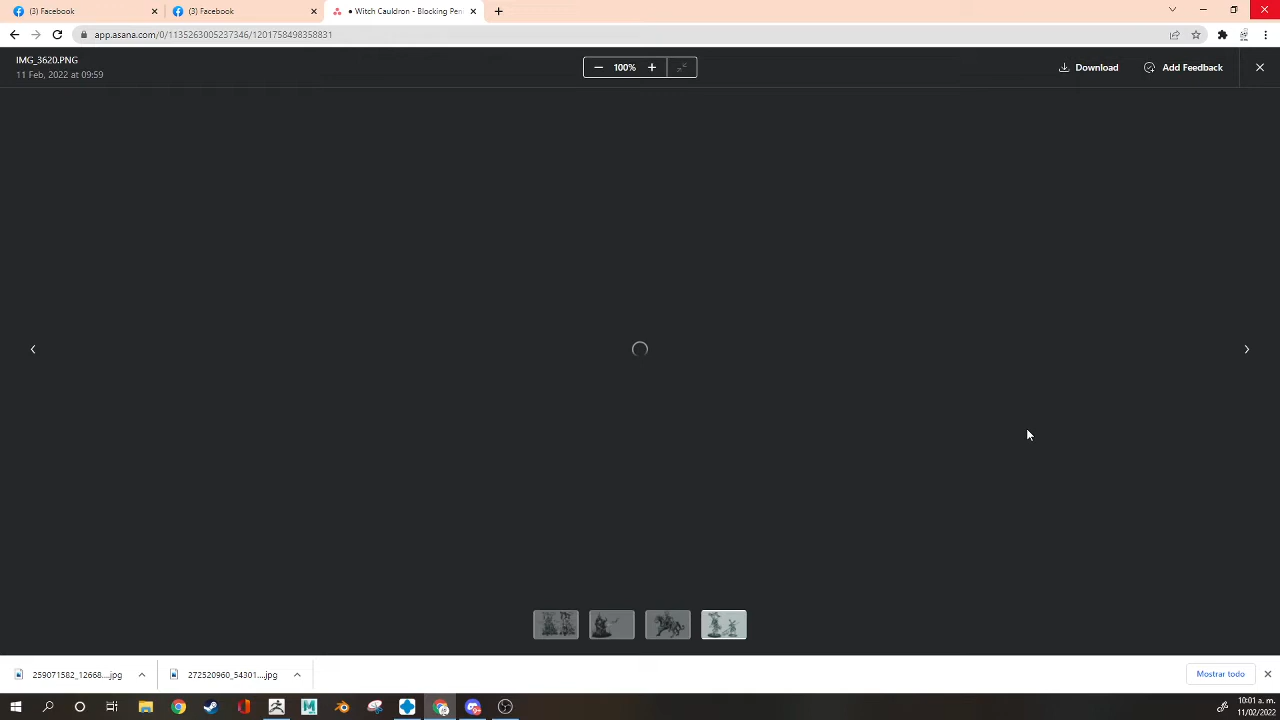 (3) Facebook
(3) Facebook
• Witch Cauldron - Blocking Pen
app.asana.com/0/1135263005237346/1201758498358831
IMG_3620.PNG
11 Feb, 2022 at 09:59
100%
Download
Add Feedback
259071582_12668....jpg
272520960_54301....jpg
Mostrar todo
10:01 a. m.
11/02/2022